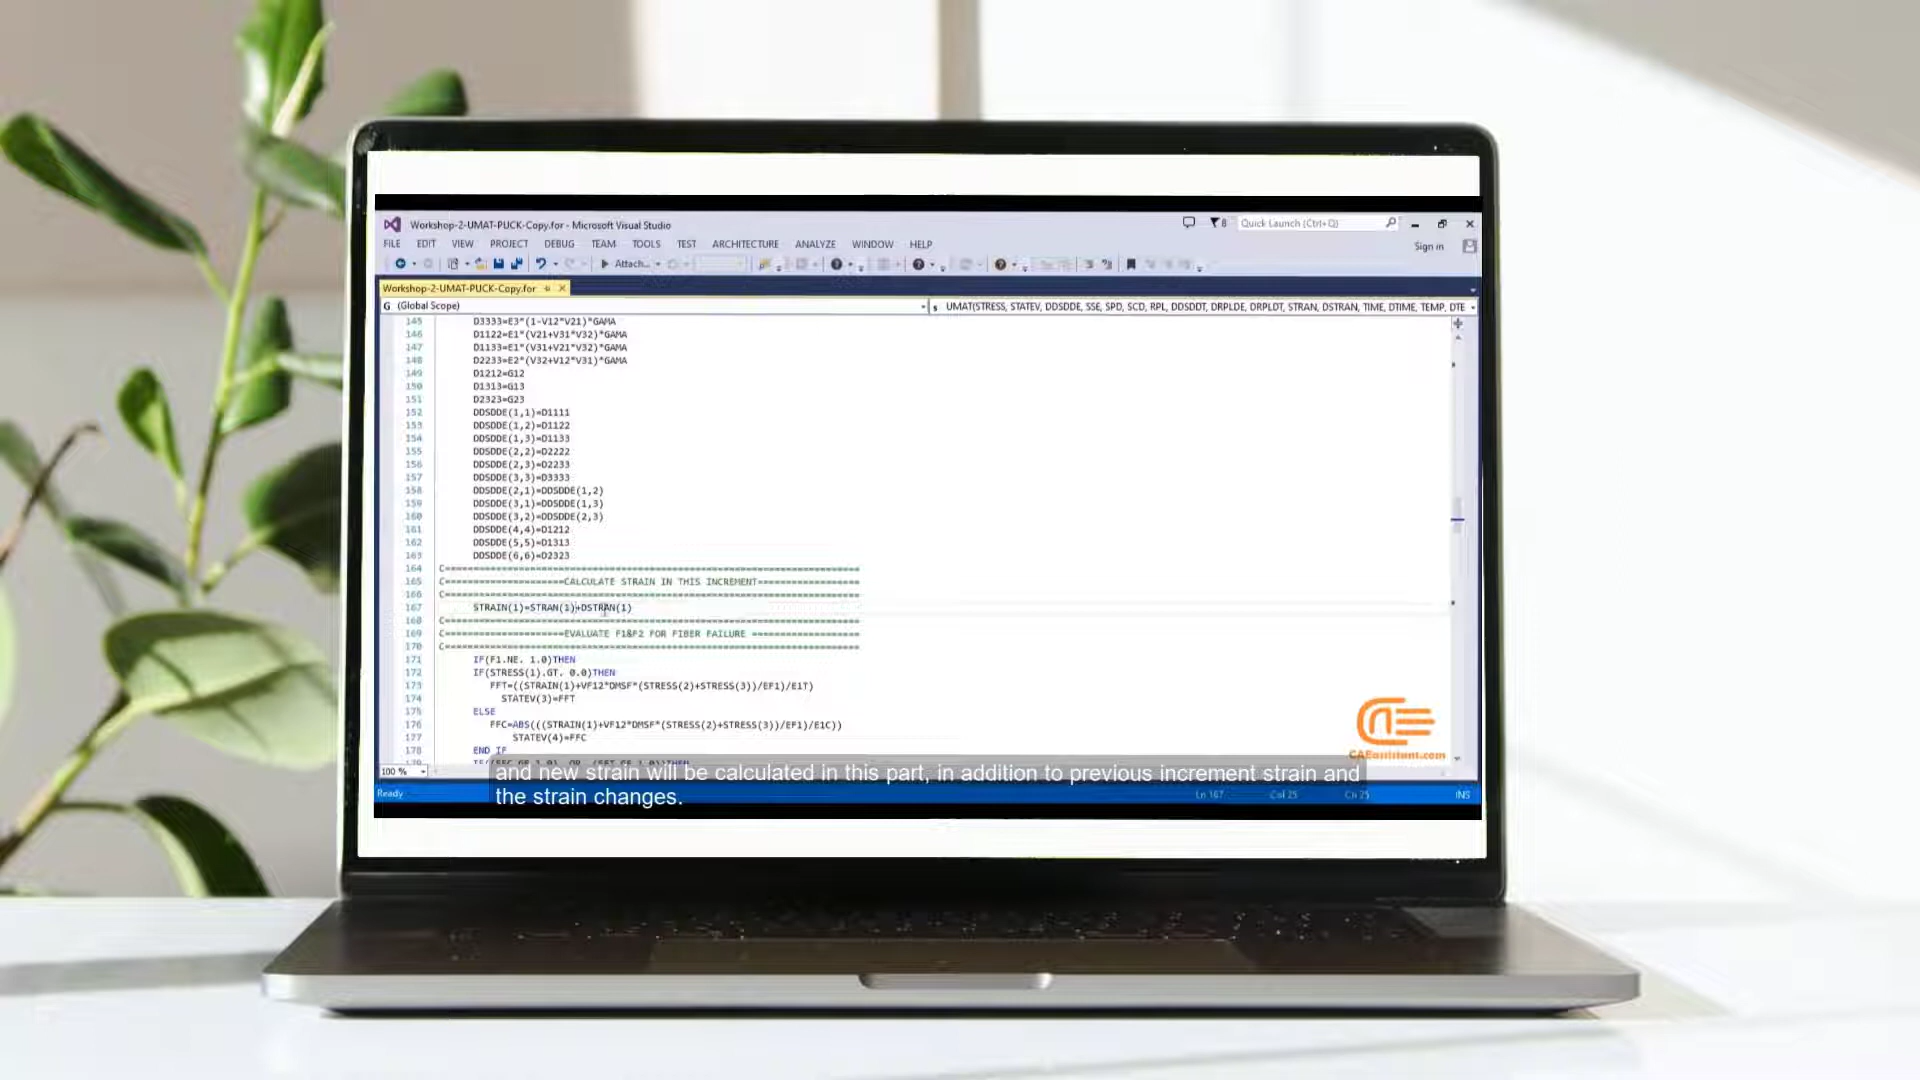 Workshop-2-UMAT-PUCK-Copy.for - Microsoft Visual Studio
8
Quick Launch (Ctrl+Q)
FILE EDIT VIEW PROJECT DEBUG TEAM TOOLS TEST ARCHITECTURE ANALYZE WINDOW HELP
Sign in
Attach...
Workshop-2-UMAT-PUCK-Copy.for
(Global Scope)
UMAT(STRESS, STATEV, DDSDDE, SSE, SPD, SCD, RPL, DDSDDT, DRPLDE, DRPLDT, STRAN, DSTRAN, TIME, DTIME, TEMP, DTE
145 D3333=E3*(1-V12*V21)*GAMA
146 D1122=E1*(V21+V31*V32)*GAMA
147 D1133=E1*(V31+V21*V32)*GAMA
148 D2233=E2*(V32+V12*V31)*GAMA
149 D1212=G12
150 D1313=G13
151 D2323=G23
152 DDSDDE(1,1)=D1111
153 DDSDDE(1,2)=D1122
154 DDSDDE(1,3)=D1133
155 DDSDDE(2,2)=D2222
156 DDSDDE(2,3)=D2233
157 DDSDDE(3,3)=D3333
158 DDSDDE(2,1)=DDSDDE(1,2)
159 DDSDDE(3,1)=DDSDDE(1,3)
160 DDSDDE(3,2)=DDSDDE(2,3)
161 DDSDDE(4,4)=D1212
162 DDSDDE(5,5)=D1313
163 DDSDDE(6,6)=D2323
164 C
165 C CALCULATE STRAIN IN THIS INCREMENT
166 C
167 STRAIN(1)=STRAN(1)+DSTRAN(1)
168 C
169 C EVALUATE F1&F2 FOR FIBER FAILURE
170 C
171 IF(F1.NE. 1.0)THEN
172 IF(STRESS(1).GT. 0.0)THEN
173 FFT=((STRAIN(1)+VF12*DMSF*(STRESS(2)+STRESS(3))/EF1)/E1T)
174 STATEV(3)=FFT
175 ELSE
176 FFC=ABS(((STRAIN(1)+VF12*DMSF*(STRESS(2)+STRESS(3))/EF1)/E1C))
177 STATEV(4)=FFC
178 END IF
CAEassistant.com
100 %
and new strain will be calculated in this part, in addition to previous increment strain and
the strain changes.
Ready
Ln 167 Col 25 Ch 25 INS